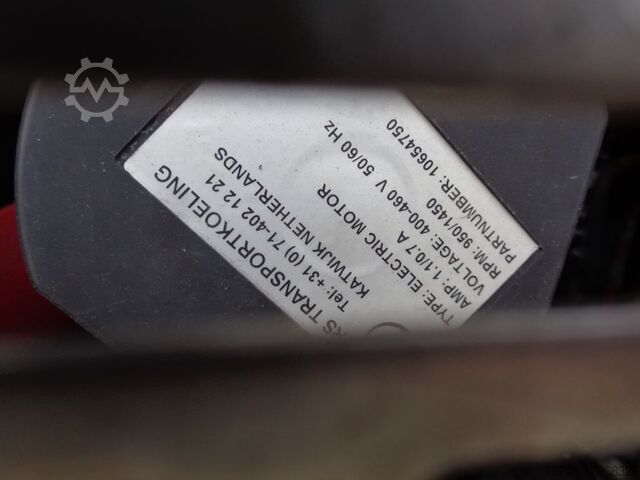 RS TRANSPORTKOELING
Tel: +31 (0)71-402 12 21
KATWIJK NETHERLANDS
TYPE: ELECTRIC MOTOR
AMP: 1.1/0.7 A
VOLTAGE: 400-460 V 50/60 Hz
RPM: 950/1450
PARTNUMBER: 10654750